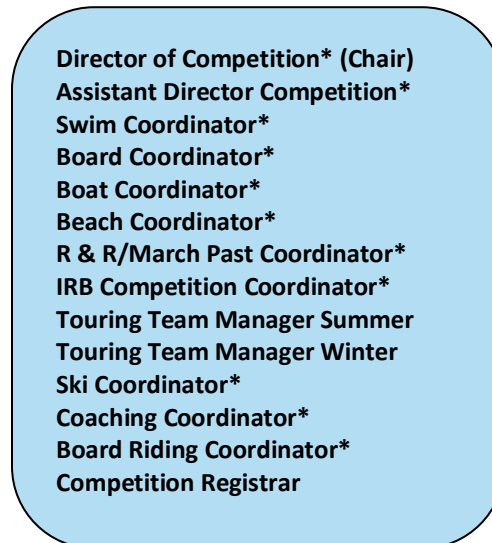 Director of Competition* (Chair)
Assistant Director Competition*
Swim Coordinator*
Board Coordinator*
Boat Coordinator*
Beach Coordinator*
R & R/March Past Coordinator*
IRB Competition Coordinator*
Touring Team Manager Summer
Touring Team Manager Winter
Ski Coordinator*
Coaching Coordinator*
Board Riding Coordinator*
Competition Registrar